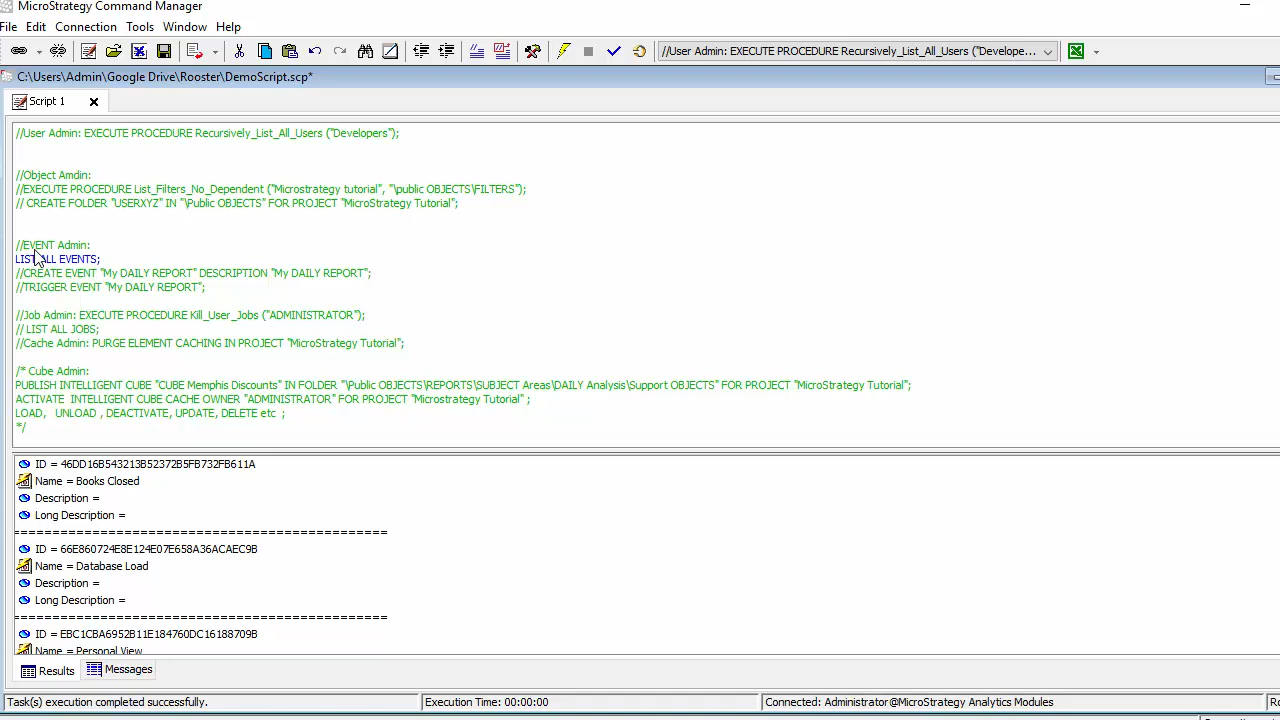 MicroStrategy Command Manager
File Edit Connection Tools Window Help
//User Admin: EXECUTE PROCEDURE Recursively_List_All_Users ("Develope...
C:\Users\Admin\Google Drive\Rooster\DemoScript.scp*
Script 1
//User Admin: EXECUTE PROCEDURE Recursively_List_All_Users ("Developers");
//Object Amdin:
//EXECUTE PROCEDURE List_Filters_No_Dependent ("Microstrategy tutorial", "\public OBJECTS\FILTERS");
// CREATE FOLDER "USERXYZ" IN "\Public OBJECTS" FOR PROJECT "MicroStrategy Tutorial";
//EVENT Admin:
LIST ALL EVENTS;
//CREATE EVENT "My DAILY REPORT" DESCRIPTION "My DAILY REPORT";
//TRIGGER EVENT "My DAILY REPORT";
//Job Admin: EXECUTE PROCEDURE Kill_User_Jobs ("ADMINISTRATOR");
// LIST ALL JOBS;
//Cache Admin: PURGE ELEMENT CACHING IN PROJECT "MicroStrategy Tutorial";
/* Cube Admin:
PUBLISH INTELLIGENT CUBE "CUBE Memphis Discounts" IN FOLDER "\Public OBJECTS\REPORTS\SUBJECT Areas\DAILY Analysis\Support OBJECTS" FOR PROJECT "MicroStrategy Tutorial";
ACTIVATE  INTELLIGENT CUBE CACHE OWNER "ADMINISTRATOR" FOR PROJECT "Microstrategy Tutorial" ;
LOAD,   UNLOAD , DEACTIVATE, UPDATE, DELETE etc  ;
*/
ID = 46DD16B543213B52372B5FB732FB611A
Name = Books Closed
Description =
Long Description =
==================================================
ID = 66E860724E8E124E07E658A36ACAEC9B
Name = Database Load
Description =
Long Description =
==================================================
ID = EBC1CBA6952B11E184760DC16188709B
Name = Personal View
Results Messages
Task(s) execution completed successfully. Execution Time: 00:00:00 Connected: Administrator@MicroStrategy Analytics Modules